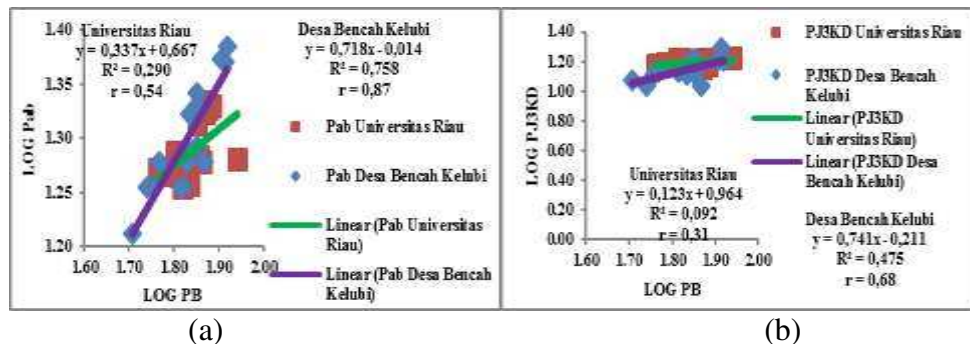 Universitas Riau
y = 0,337x + 0,667
R² = 0,290
r = 0,54
Desa Bencah Kelubi
y = 0,718x - 0,014
R² = 0,758
r = 0,87
LOG Pab
1.40
1.35
1.30
1.25
1.20
1.60 1.70 1.80 1.90 2.00
LOG PB
Pab Universitas Riau
Pab Desa Bencah Kelubi
Linear (Pab Universitas
Riau)
Linear (Pab Desa Bencah
Kelubi)
(a)
LOG PJ3KD
1.40
1.20
1.00
0.80
0.60
0.40
0.20
0.00
1.60 1.70 1.80 1.90 2.00
LOG PB
Universitas Riau
y = 0,123x + 0,964
R² = 0,092
r = 0,31
PJ3KD Universitas Riau
PJ3KD Desa Bencah
Kelubi
Linear (PJ3KD
Universitas Riau)
Linear (PJ3KD Desa
Bencah Kelubi)
Desa Bencah Kelubi
y = 0,741x - 0,211
R² = 0,475
r = 0,68
(b)